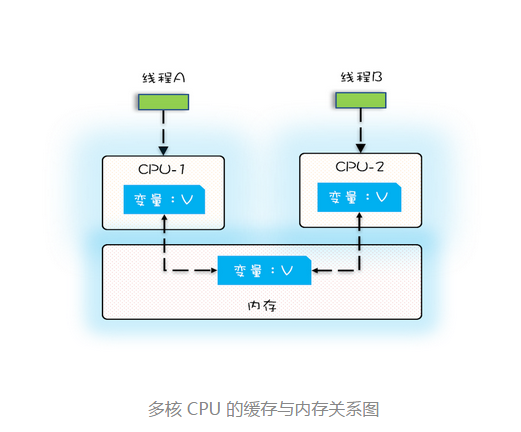 线程A
线程B
CPU-1
CPU-2
变量：V
变量：V
变量：V
内存
多核 CPU 的缓存与内存关系图